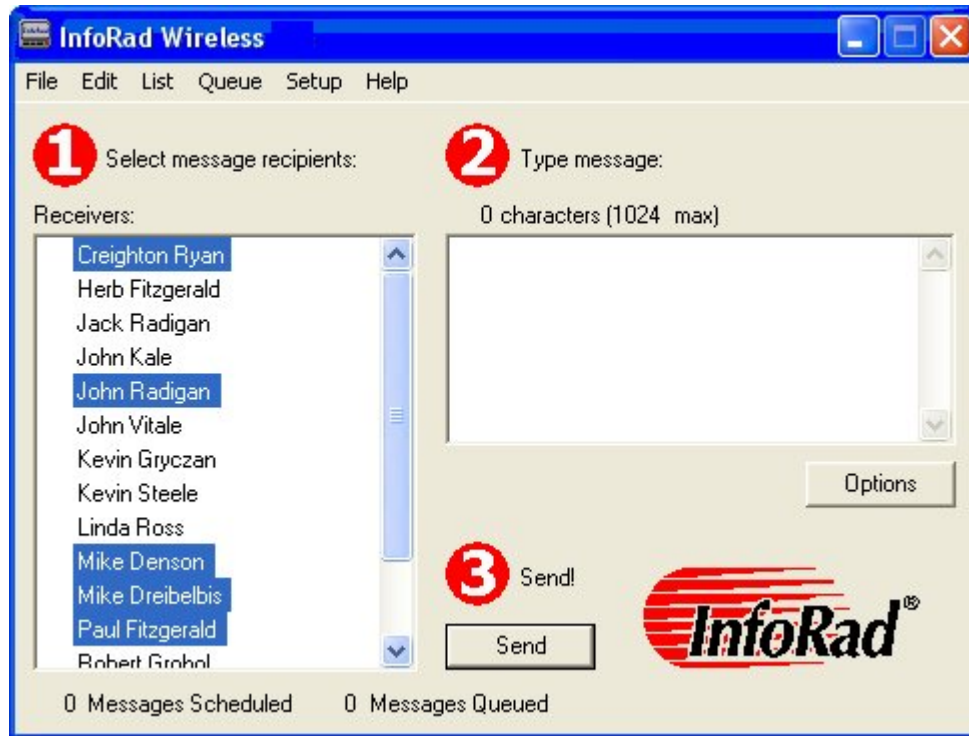 InfoRad Wireless
File Edit List Queue Setup Help
1 Select message recipients:
Receivers:
Creighton Ryan
Herb Fitzgerald
Jack Radigan
John Kale
John Radigan
John Vitale
Kevin Gryczan
Kevin Steele
Linda Ross
Mike Denson
Mike Dreibelbis
Paul Fitzgerald
Robert Grohol
2 Type message:
0 characters (1024 max)
Options
3 Send!
Send
InfoRad®
0 Messages Scheduled 0 Messages Queued